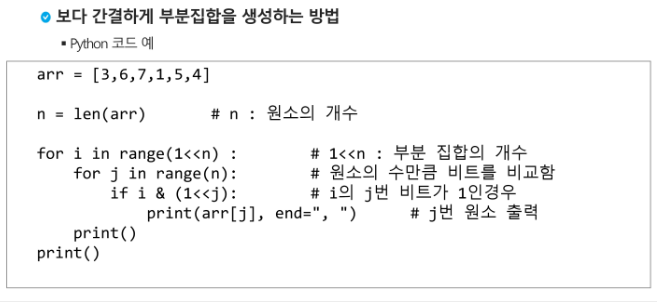 보다 간결하게 부분집합을 생성하는 방법
▪ Python 코드 예
arr = [3,6,7,1,5,4]
n = len(arr)       # n : 원소의 개수
for i in range(1<<n) :        # 1<<n : 부분 집합의 개수
    for j in range(n):        # 원소의 수만큼 비트를 비교함
        if i & (1<<j):        # i의 j번 비트가 1인경우
            print(arr[j], end=", ")      # j번 원소 출력
    print()
print()